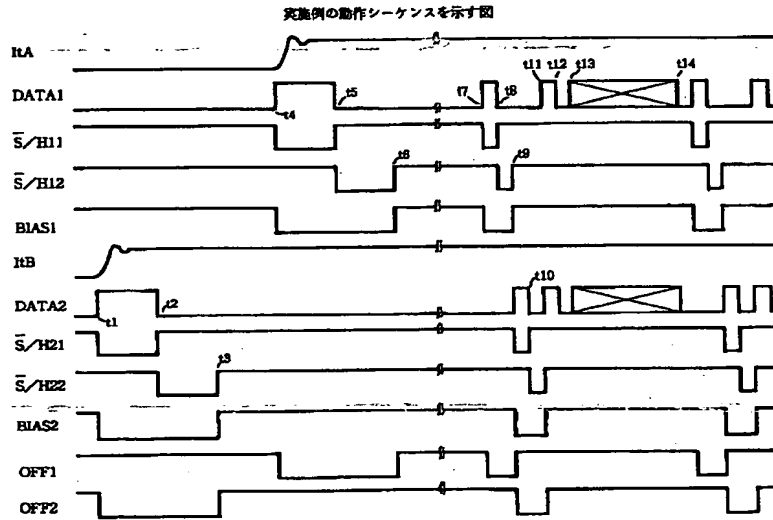 実施例の動作シーケンスを示す図
ItA
DATA1
t4
t5
t7
t8
t11
t12
t13
t14
S̅/H11
S̅/H12
t6
t9
BIAS1
ItB
DATA2
t1
t2
t10
S̅/H21
S̅/H22
t3
BIAS2
OFF1
OFF2